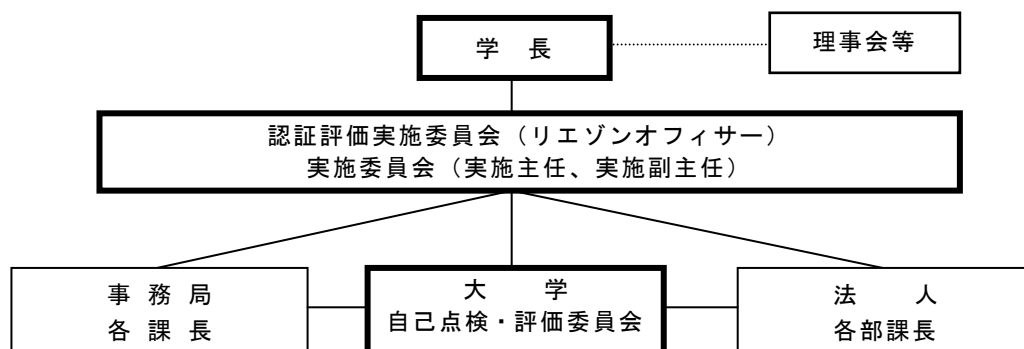 学　長
理事会等
認証評価実施委員会（リエゾンオフィサー）
実施委員会（実施主任、実施副主任）
事 務 局
各 課 長
大　　学
自己点検・評価委員会
法　　人
各部課長